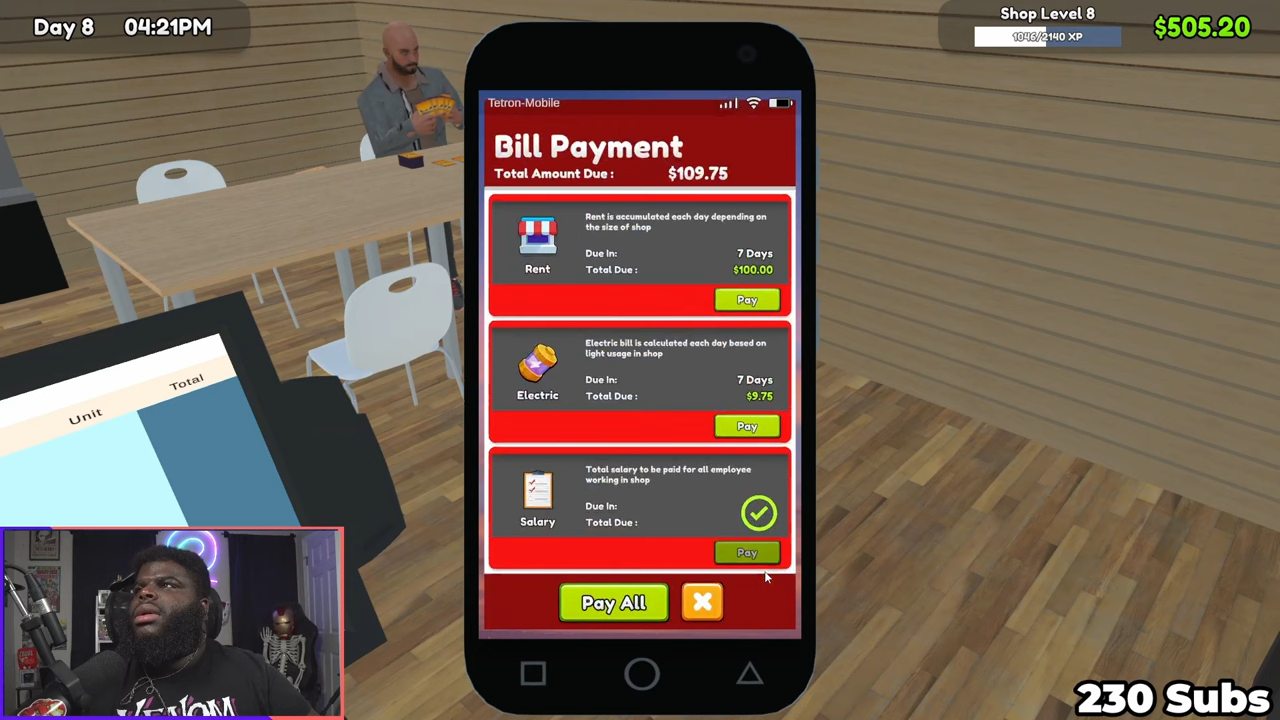 Day 8 04:21PM
Shop Level 8
1046/2140 XP
$505.20
Tetron-Mobile
Bill Payment
Total Amount Due : $109.75
Rent is accumulated each day depending on
the size of shop
Due In: 7 Days
Total Due : $100.00
Rent
Pay
Electric bill is calculated each day based on
light usage in shop
Due In: 7 Days
Total Due : $9.75
Electric
Pay
Total salary to be paid for all employee
working in shop
Due In:
Total Due :
Salary
Pay
Pay All
Unit Total
VENOM
230 Subs